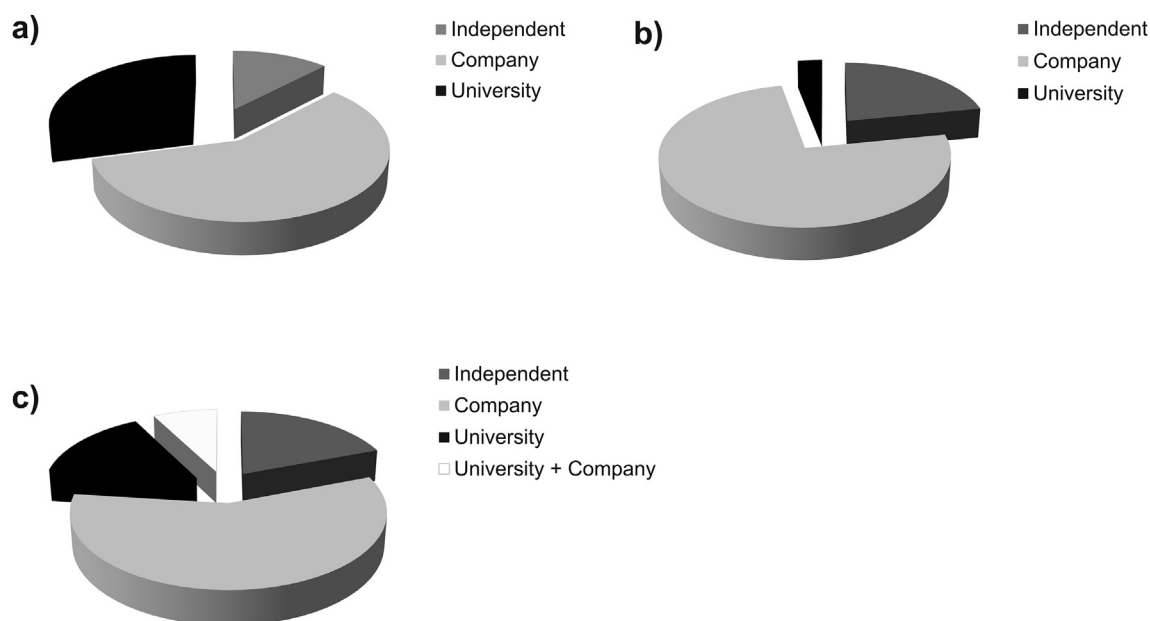 a)
Independent
Company
University
b)
Independent
Company
University
c)
Independent
Company
University
University + Company